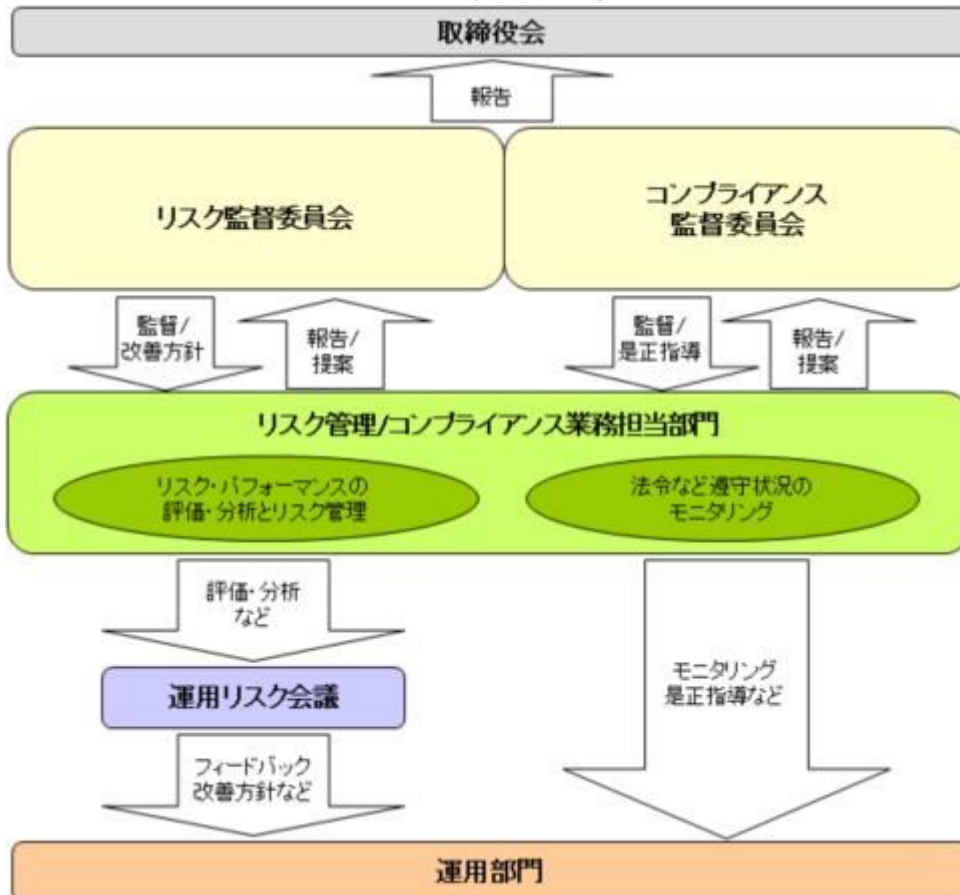 取締役会
報告
リスク監督委員会
コンプライアンス
監督委員会
監督/
改善方針
報告/
提案
監督/
是正指導
報告/
提案
リスク管理/コンプライアンス業務担当部門
リスク・パフォーマンスの
評価・分析とリスク管理
法令など遵守状況の
モニタリング
評価・分析
など
運用リスク会議
モニタリング
是正指導など
フィードバック
改善方針など
運用部門